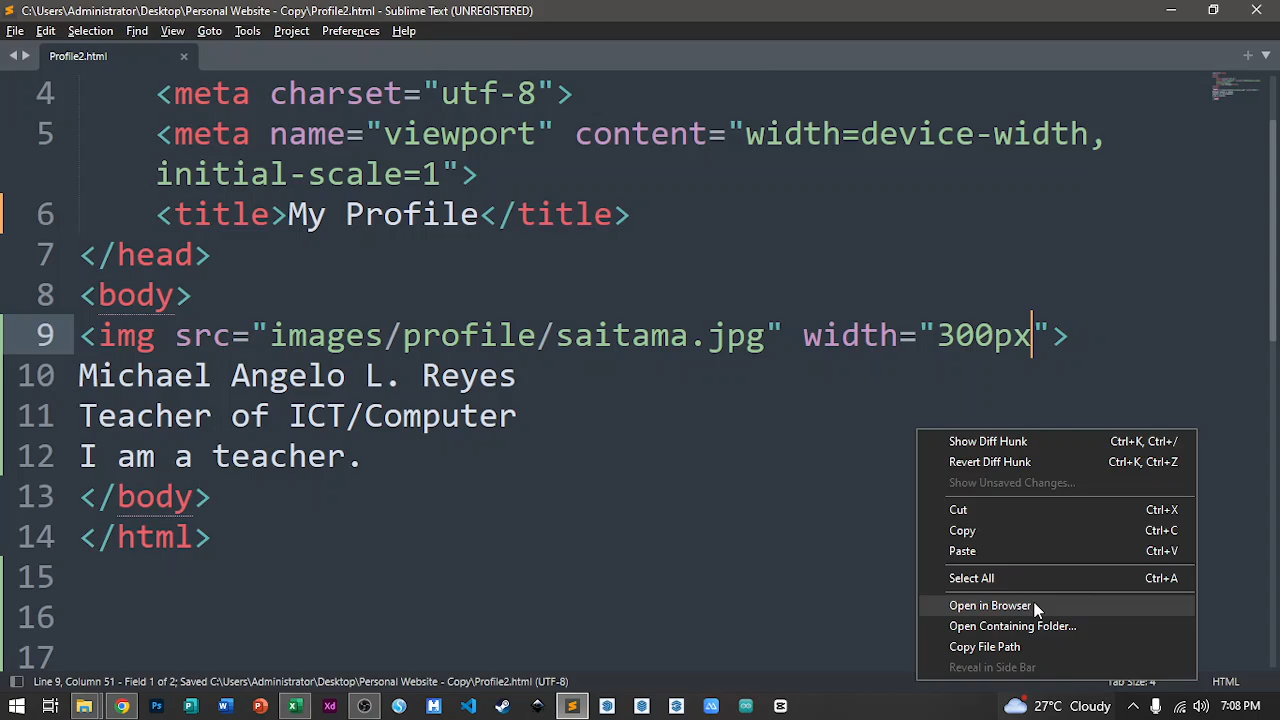 C:\Users\Administrator\Desktop\Personal Website - Copy\Profile2.html - Sublime Text (UNREGISTERED)
File Edit Selection Find View Goto Tools Project Preferences Help
Profile2.html
4 <meta charset="utf-8">
5 <meta name="viewport" content="width=device-width,
initial-scale=1">
6 <title>My Profile</title>
7 </head>
8 <body>
9 <img src="images/profile/saitama.jpg" width="300px">
10 Michael Angelo L. Reyes
11 Teacher of ICT/Computer
12 I am a teacher.
13 </body>
14 </html>
15
16
17
Show Diff Hunk Ctrl+K, Ctrl+/
Revert Diff Hunk Ctrl+K, Ctrl+Z
Show Unsaved Changes...
Cut Ctrl+X
Copy Ctrl+C
Paste Ctrl+V
Select All Ctrl+A
Open in Browser
Open Containing Folder...
Copy File Path
Reveal in Side Bar
Line 9, Column 51 - Field 1 of 2; Saved C:\Users\Administrator\Desktop\Personal Website - Copy\Profile2.html (UTF-8)
Tab Size: 4 HTML
27°C Cloudy 7:08 PM